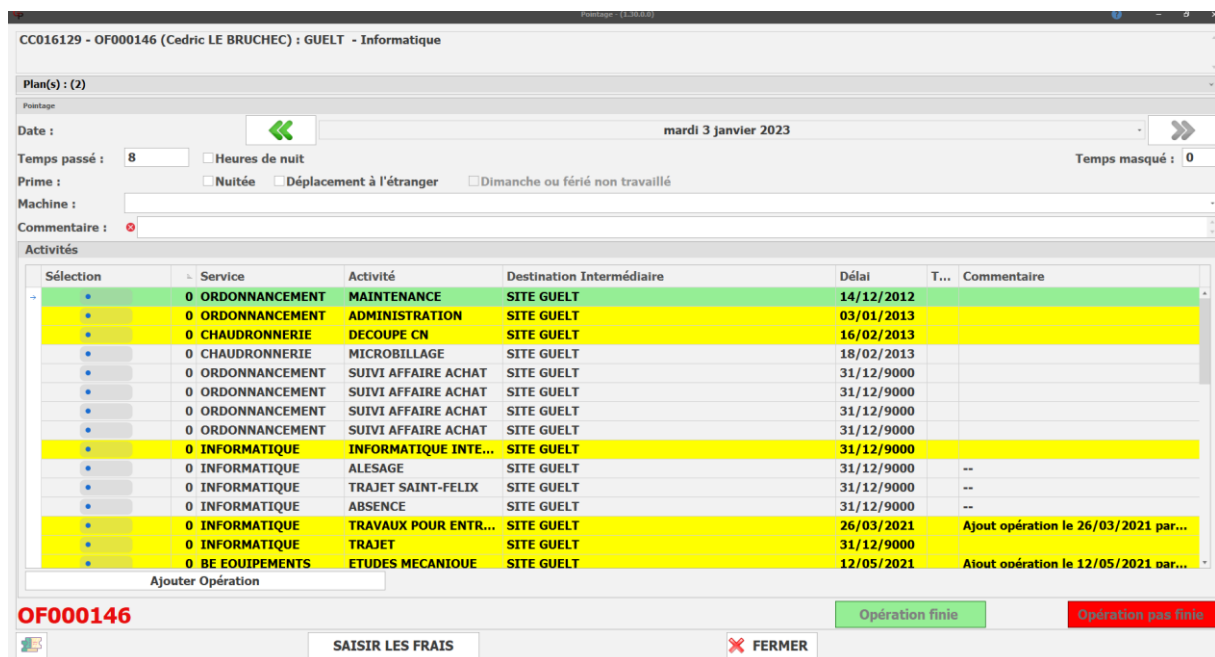 Pointage - (1.30.0.0)
CC016129 - OF000146 (Cedric LE BRUCHEC) : GUELT - Informatique
Plan(s) : (2)
Pointage
Date : mardi 3 janvier 2023
Temps passé : 8 Heures de nuit Temps masqué : 0
Prime : Nuitée Déplacement à l'étranger Dimanche ou férié non travaillé
Machine :
Commentaire :
Activités
Sélection Service Activité Destination Intermédiaire Délai T... Commentaire
0 ORDONNANCEMENT MAINTENANCE SITE GUELT 14/12/2012
0 ORDONNANCEMENT ADMINISTRATION SITE GUELT 03/01/2013
0 CHAUDRONNERIE DECOUPE CN SITE GUELT 16/02/2013
0 CHAUDRONNERIE MICROBILLAGE SITE GUELT 18/02/2013
0 ORDONNANCEMENT SUIVI AFFAIRE ACHAT SITE GUELT 31/12/9000
0 ORDONNANCEMENT SUIVI AFFAIRE ACHAT SITE GUELT 31/12/9000
0 ORDONNANCEMENT SUIVI AFFAIRE ACHAT SITE GUELT 31/12/9000
0 ORDONNANCEMENT SUIVI AFFAIRE ACHAT SITE GUELT 31/12/9000
0 INFORMATIQUE INFORMATIQUE INTE... SITE GUELT 31/12/9000
0 INFORMATIQUE ALESAGE SITE GUELT 31/12/9000 --
0 INFORMATIQUE TRAJET SAINT-FELIX SITE GUELT 31/12/9000 --
0 INFORMATIQUE ABSENCE SITE GUELT 31/12/9000 --
0 INFORMATIQUE TRAVAUX POUR ENTR... SITE GUELT 26/03/2021 Ajout opération le 26/03/2021 par...
0 INFORMATIQUE TRAJET SITE GUELT 31/12/9000
0 BE EQUIPEMENTS ETUDES MECANIQUE SITE GUELT 12/05/2021 Ajout opération le 12/05/2021 par...
Ajouter Opération
OF000146 Opération finie Opération pas finie
SAISIR LES FRAIS FERMER